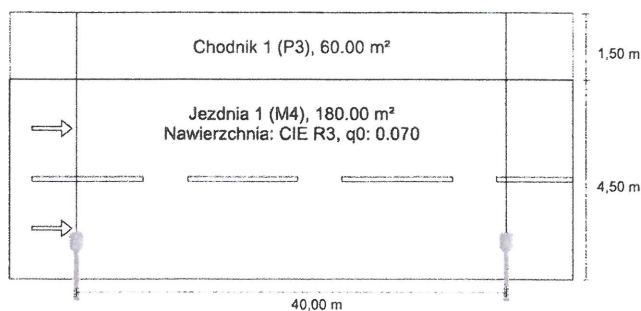 Chodnik 1 (P3), 60.00 m²
1,50 m
Jezdnia 1 (M4), 180.00 m²
Nawierzchnia: CIE R3, q0: 0.070
4,50 m
40,00 m